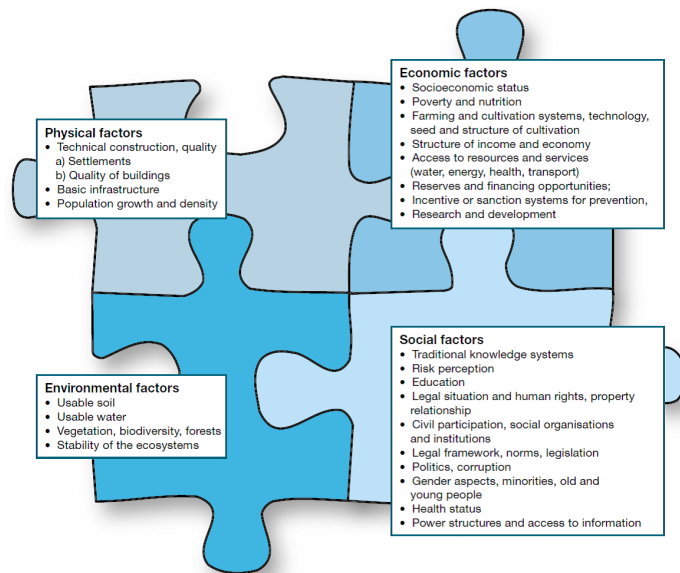 Physical factors
• Technical construction, quality
a) Settlements
b) Quality of buildings
• Basic infrastructure
• Population growth and density
Economic factors
• Socioeconomic status
• Poverty and nutrition
• Farming and cultivation systems, technology,
seed and structure of cultivation
• Structure of income and economy
• Access to resources and services
(water, energy, health, transport)
• Reserves and financing opportunities;
• Incentive or sanction systems for prevention,
• Research and development
Environmental factors
• Usable soil
• Usable water
• Vegetation, biodiversity, forests
• Stability of the ecosystems
Social factors
• Traditional knowledge systems
• Risk perception
• Education
• Legal situation and human rights, property
relationship
• Civil participation, social organisations
and institutions
• Legal framework, norms, legislation
• Politics, corruption
• Gender aspects, minorities, old and
young people
• Health status
• Power structures and access to information